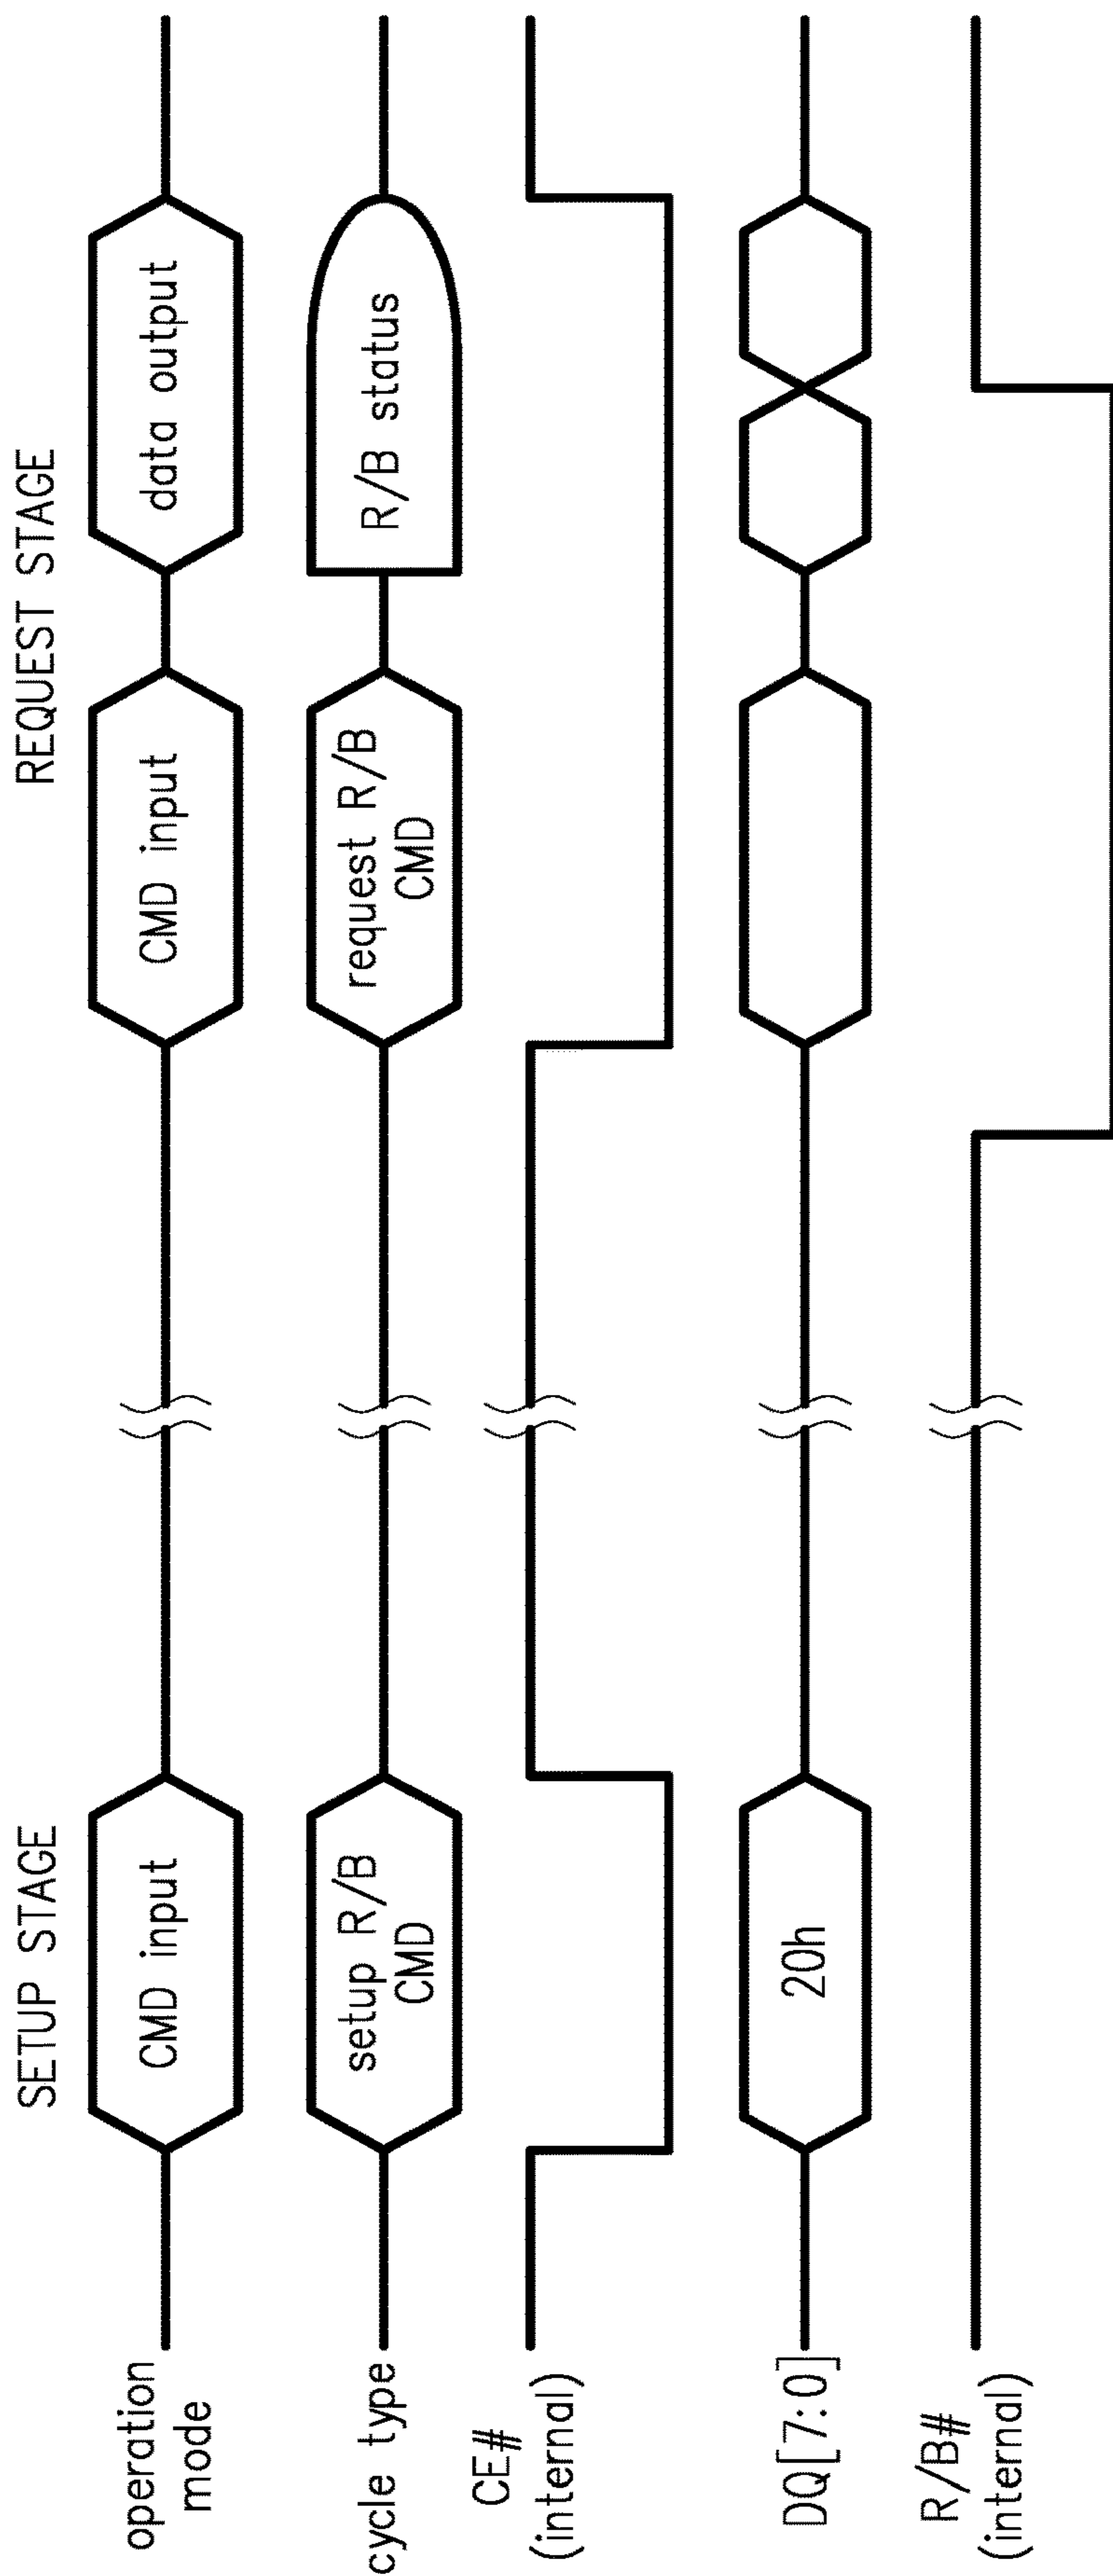 SETUP STAGE
REQUEST STAGE
operation
mode
CMD input
CMD input
data output
cycle type
setup R/B
CMD
request R/B
CMD
R/B status
CE#
(internal)
DQ[7:0]
20h
R/B#
(internal)